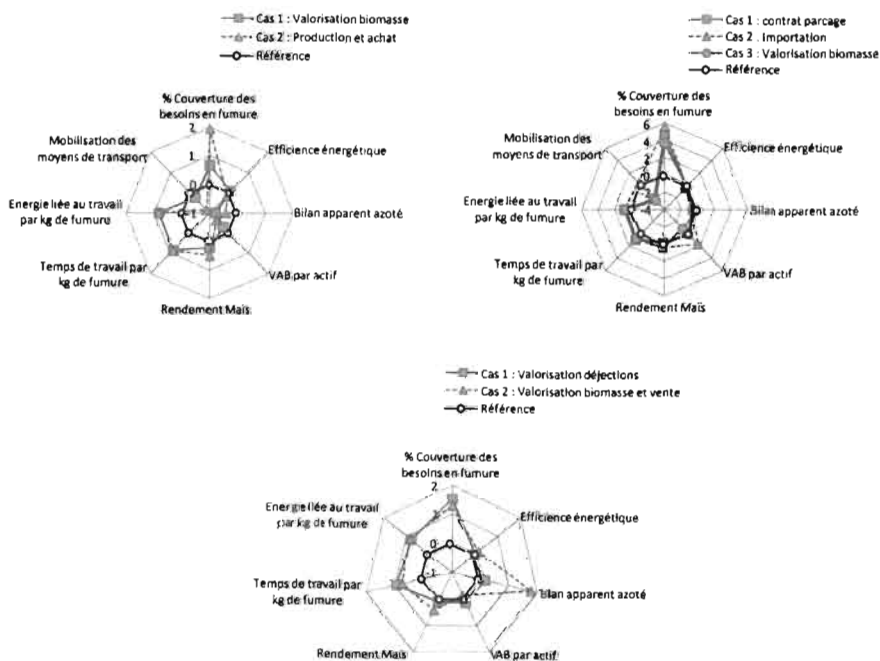 Cas 1 : Valorisation biomasse
Cas 2 : Production et achat
Référence
% Couverture des
besoins en fumure
Mobilisation des
moyens de transport
Efficience énergétique
Energie liée au travail
par kg de fumure
Bilan apparent azoté
Temps de travail par
kg de fumure
VAB par actif
Rendement Maïs
2
1
0
-1
Cas 1 : contrat parcage
Cas 2 : Importation
Cas 3 : Valorisation biomasse
Référence
% Couverture des
besoins en fumure
Mobilisation des
moyens de transport
Efficience énergétique
Energie liée au travail
par kg de fumure
Bilan apparent azoté
Temps de travail par
kg de fumure
VAB par actif
Rendement Maïs
6
4
2
-4
Cas 1 : Valorisation déjections
Cas 2 : Valorisation biomasse et vente
Référence
% Couverture des
besoins en fumure
Energie liée au travail
par kg de fumure
Efficience énergétique
Temps de travail par
kg de fumure
Bilan apparent azoté
Rendement Maïs
VAB par actif
2
0
-1